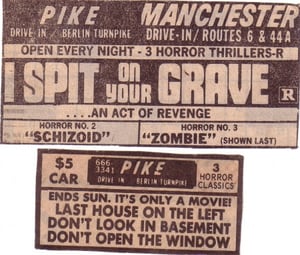 PIKE
DRIVE-IN / BERLIN TURNPIKE
MANCHESTER
DRIVE-IN / ROUTES 6 & 44A
OPEN EVERY NIGHT - 3 HORROR THRILLERS-R
I SPIT on your GRAVE
R
....AN ACT OF REVENGE
HORROR NO. 2
"SCHIZOID"
HORROR NO. 3
"ZOMBIE" (SHOWN LAST)
$5
CAR
666-
3341
PIKE
DRIVE IN BERLIN TURNPIKE
3
HORROR
CLASSICS
ENDS SUN. IT'S ONLY A MOVIE!
LAST HOUSE ON THE LEFT
DON'T LOOK IN BASEMENT
DON'T OPEN THE WINDOW